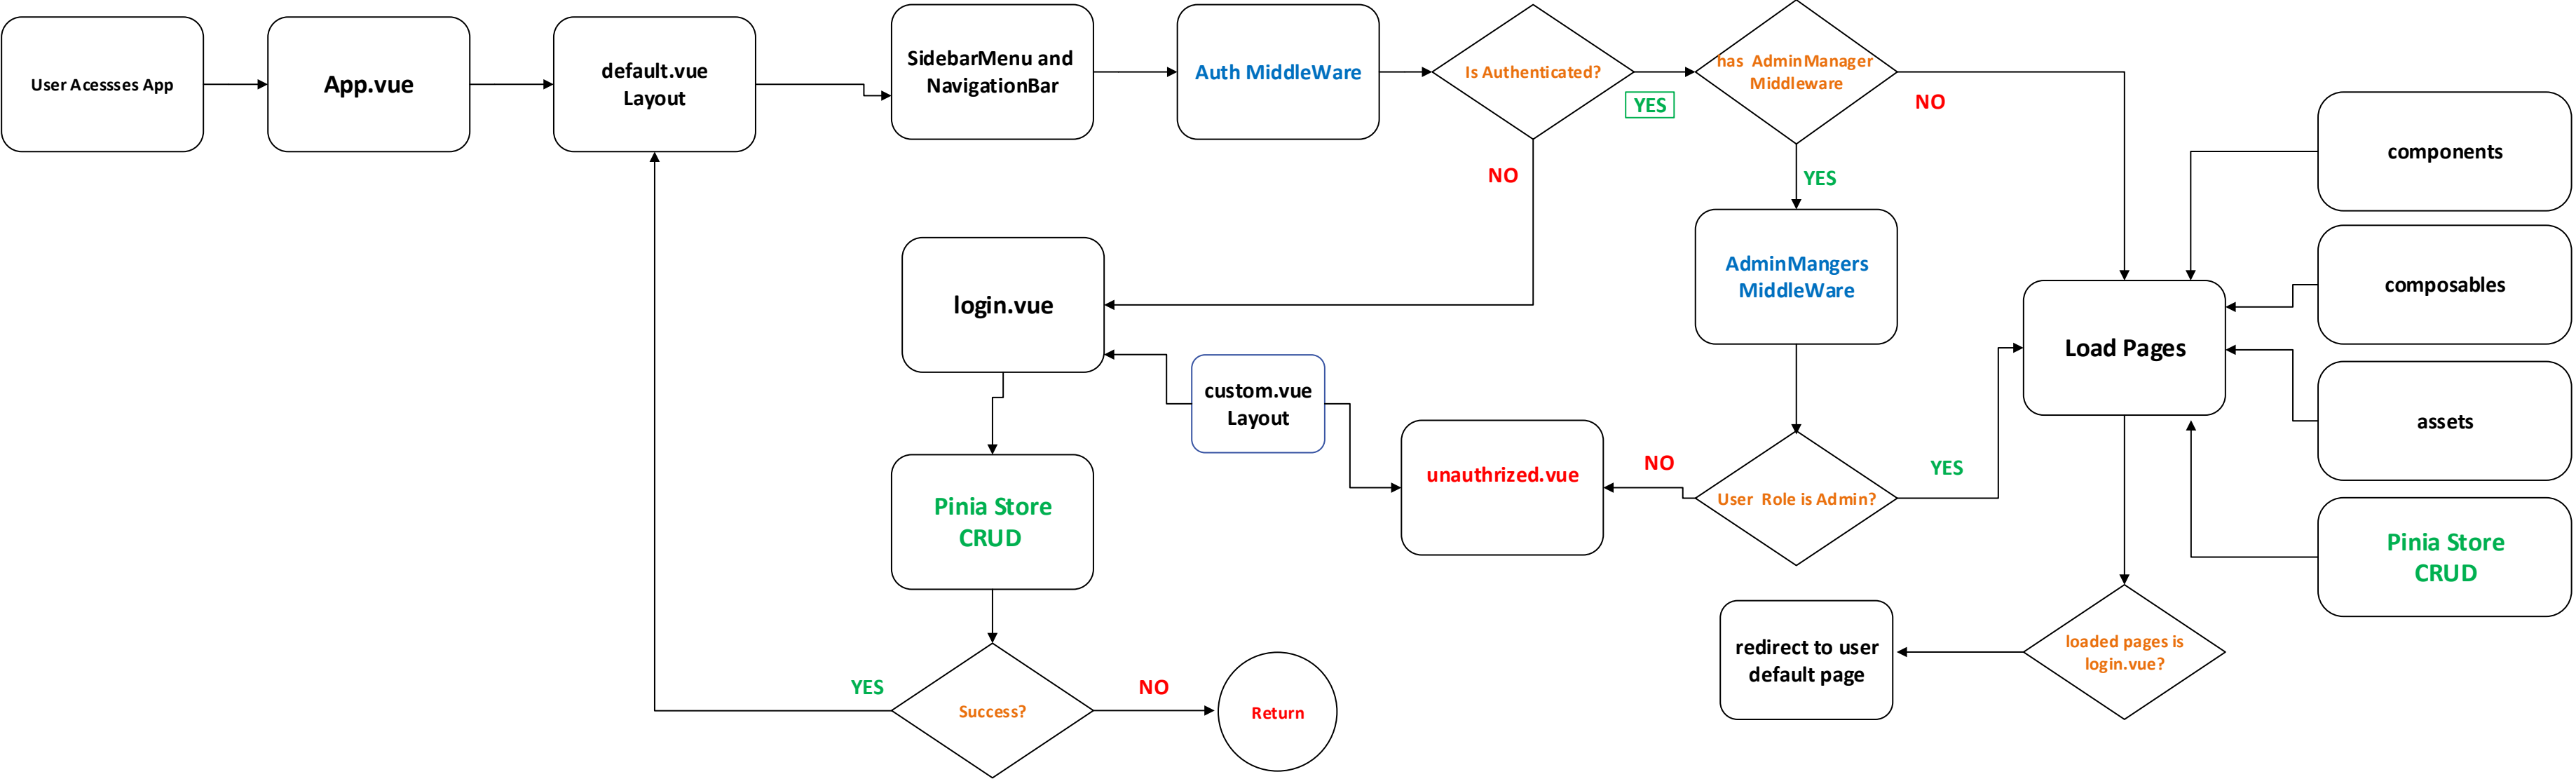 User Acessses App
App.vue
default.vue
Layout
SidebarMenu and
NavigationBar
Auth MiddleWare
Is Authenticated?
YES
NO
has  AdminManager
Middleware
NO
YES
AdminMangers
MiddleWare
User  Role is Admin?
NO
YES
unauthrized.vue
login.vue
custom.vue
Layout
Pinia Store
CRUD
Success?
YES
NO
Return
Load Pages
components
composables
assets
Pinia Store
CRUD
loaded pages is
login.vue?
redirect to user
default page